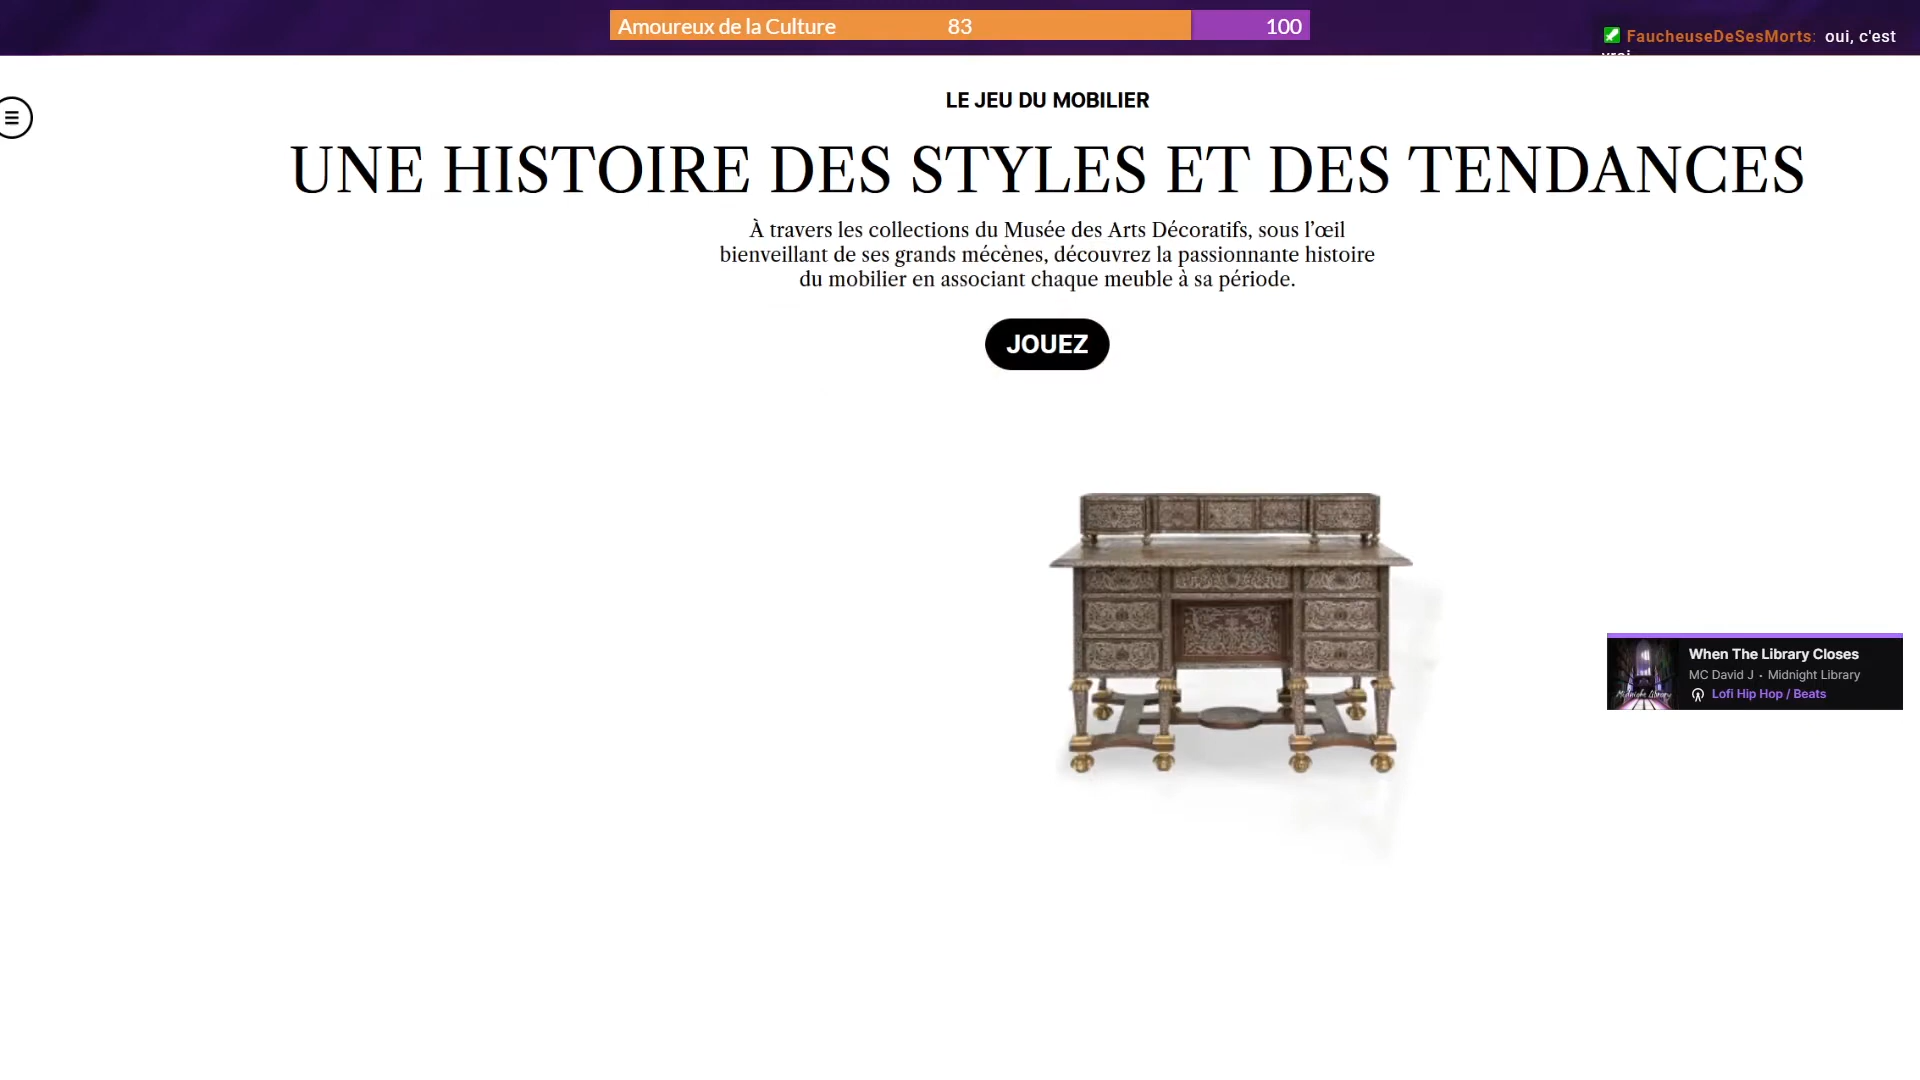 Amoureux de la Culture 83 100
FaucheuseDeSesMorts: oui, c'est
vrai
LE JEU DU MOBILIER
UNE HISTOIRE DES STYLES ET DES TENDANCES
À travers les collections du Musée des Arts Décoratifs, sous l’œil
bienveillant de ses grands mécènes, découvrez la passionnante histoire
du mobilier en associant chaque meuble à sa période.
JOUEZ
Midnight Library
When The Library Closes
MC David J • Midnight Library
Lofi Hip Hop / Beats